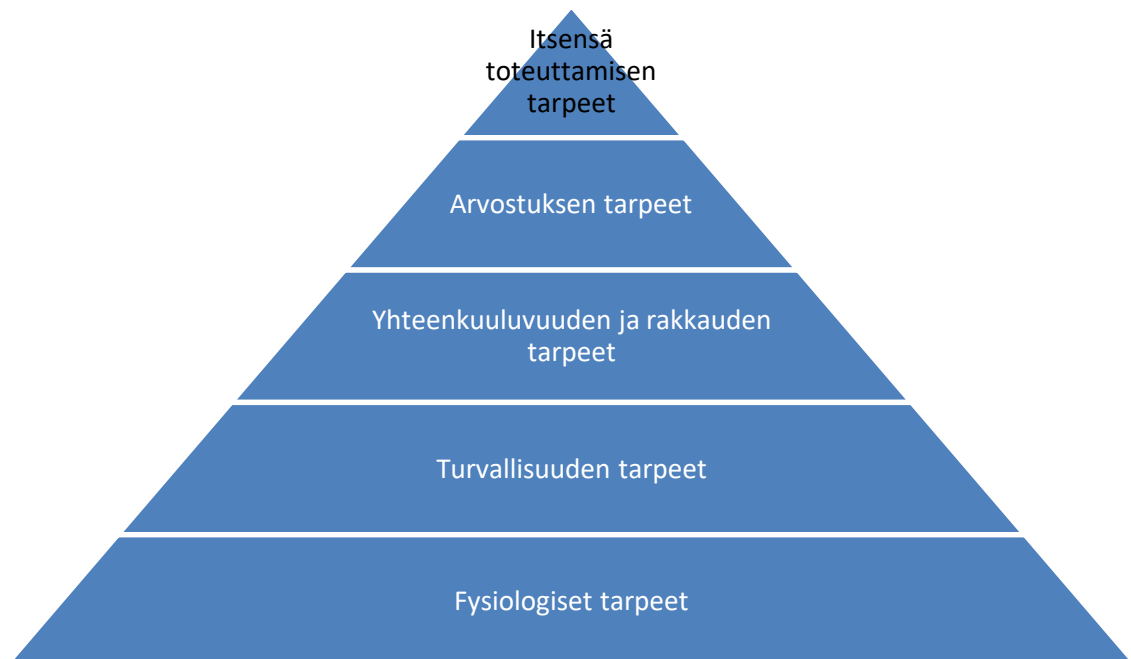 Itsensä
toteuttamisen
tarpeet
Arvostuksen tarpeet
Yhteenkuuluvuuden ja rakkauden
tarpeet
Turvallisuuden tarpeet
Fysiologiset tarpeet